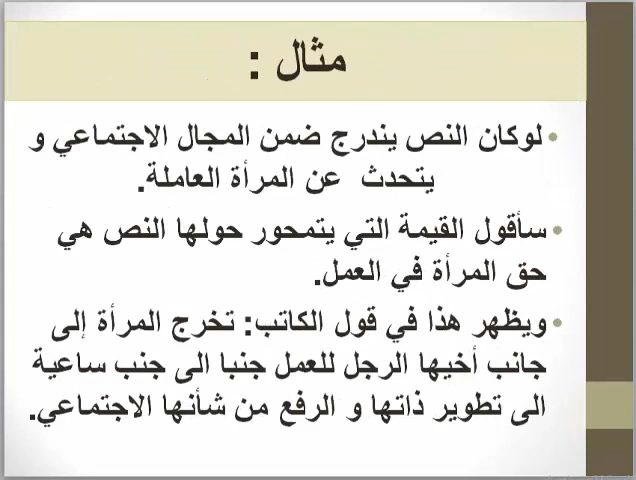 مثال :
لوكان النص يندرج ضمن المجال الاجتماعي و
يتحدث عن المرأة العاملة.
سأقول القيمة التي يتمحور حولها النص هي
حق المرأة في العمل.
ويظهر هذا في قول الكاتب: تخرج المرأة إلى
جانب أخيها الرجل للعمل جنبا الى جنب ساعية
الى تطوير ذاتها و الرفع من شأنها الاجتماعي.